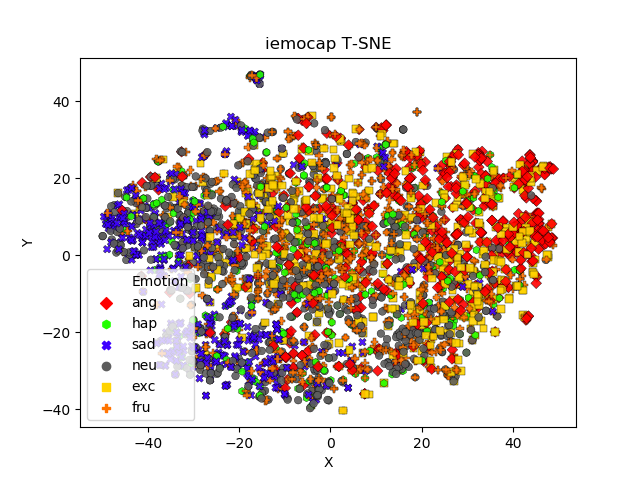 iemocap T-SNE
40
20
0
−20
−40
Y
Emotion
ang
hap
sad
neu
exc
fru
−40
−20
0
20
40
X